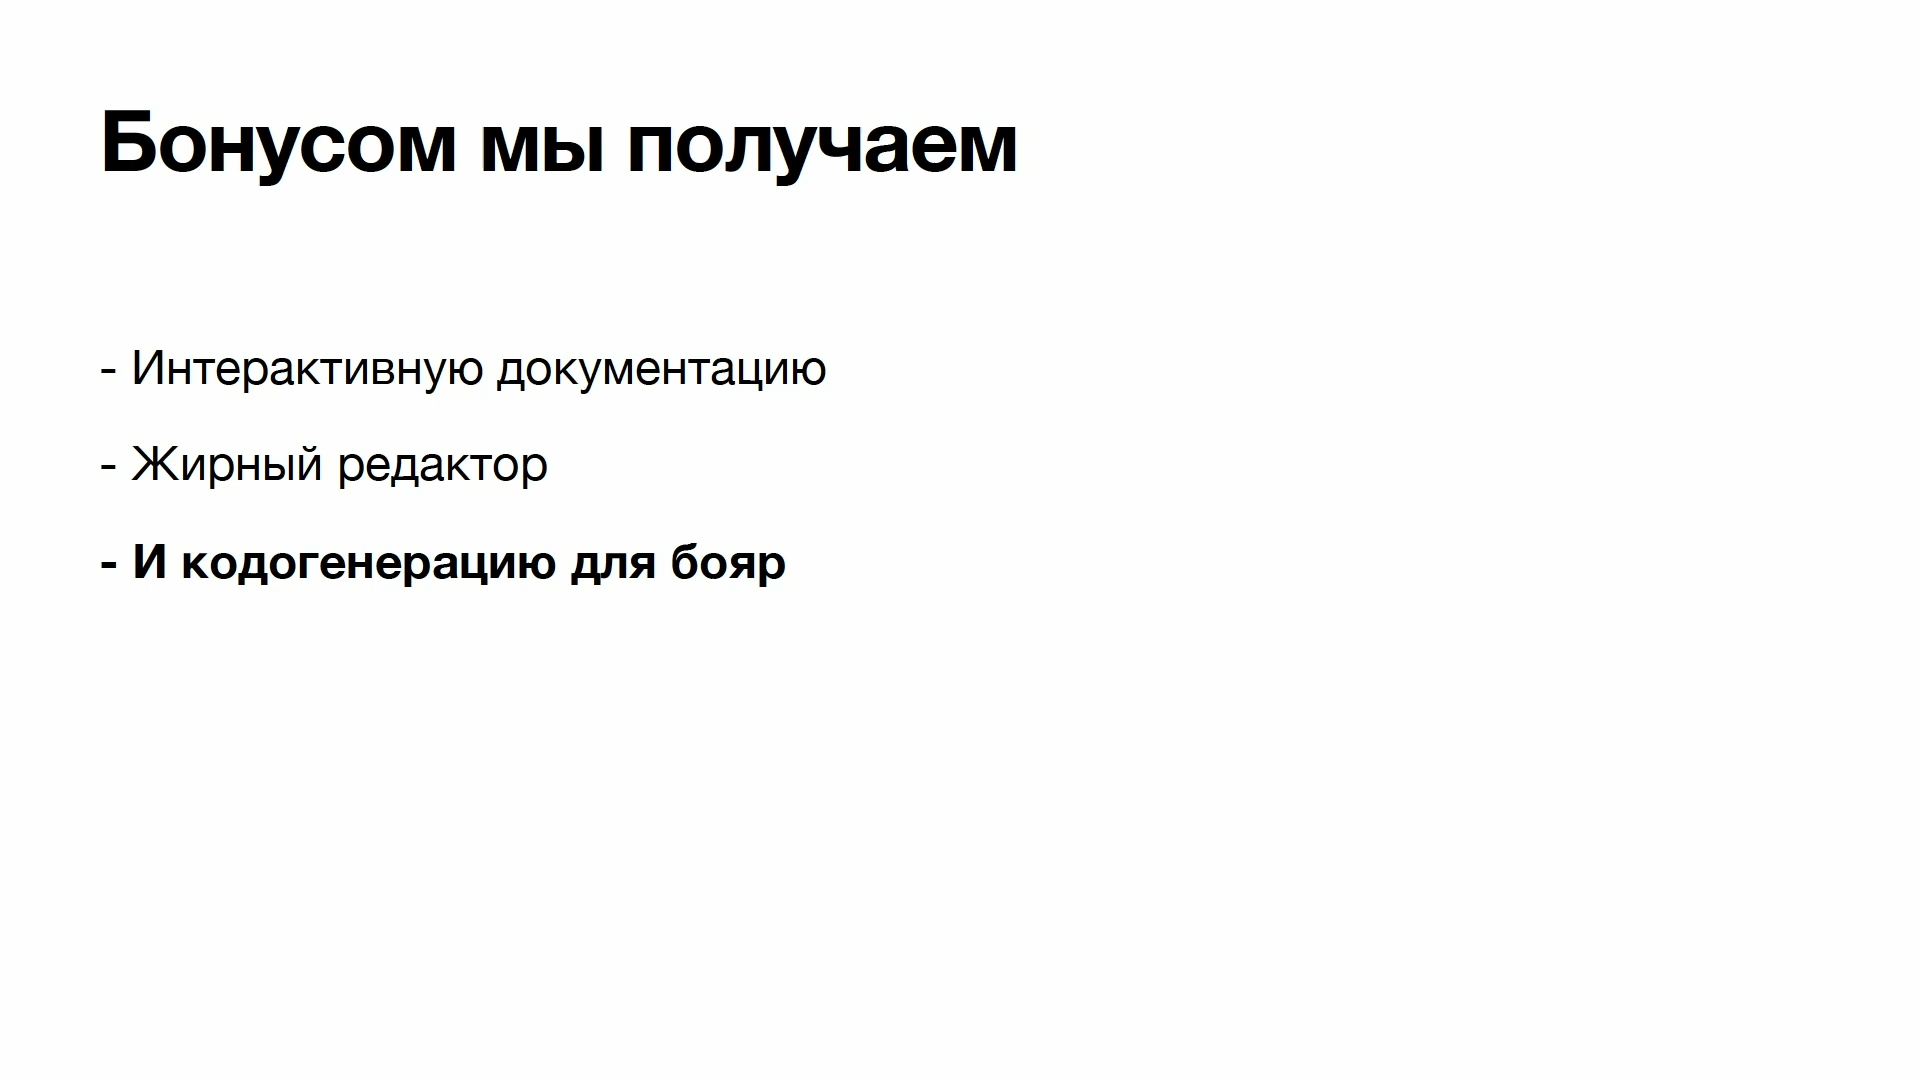 Бонусом мы получаем
- Интерактивную документацию
- Жирный редактор
- И кодогенерацию для бояр